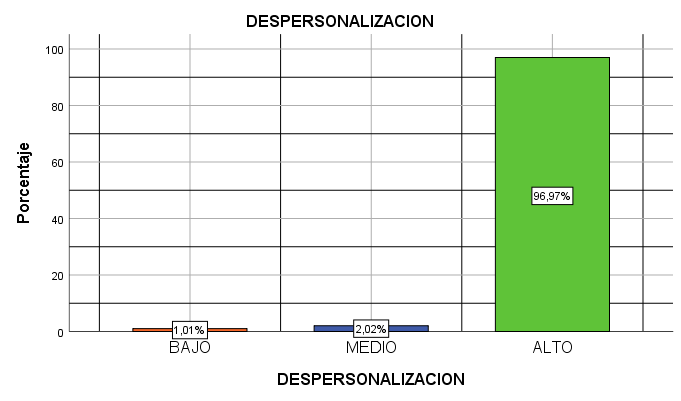 DESPERSONALIZACION
100
80
60
40
20
0
Porcentaje
96,97%
1,01%
2,02%
BAJO MEDIO ALTO
DESPERSONALIZACION